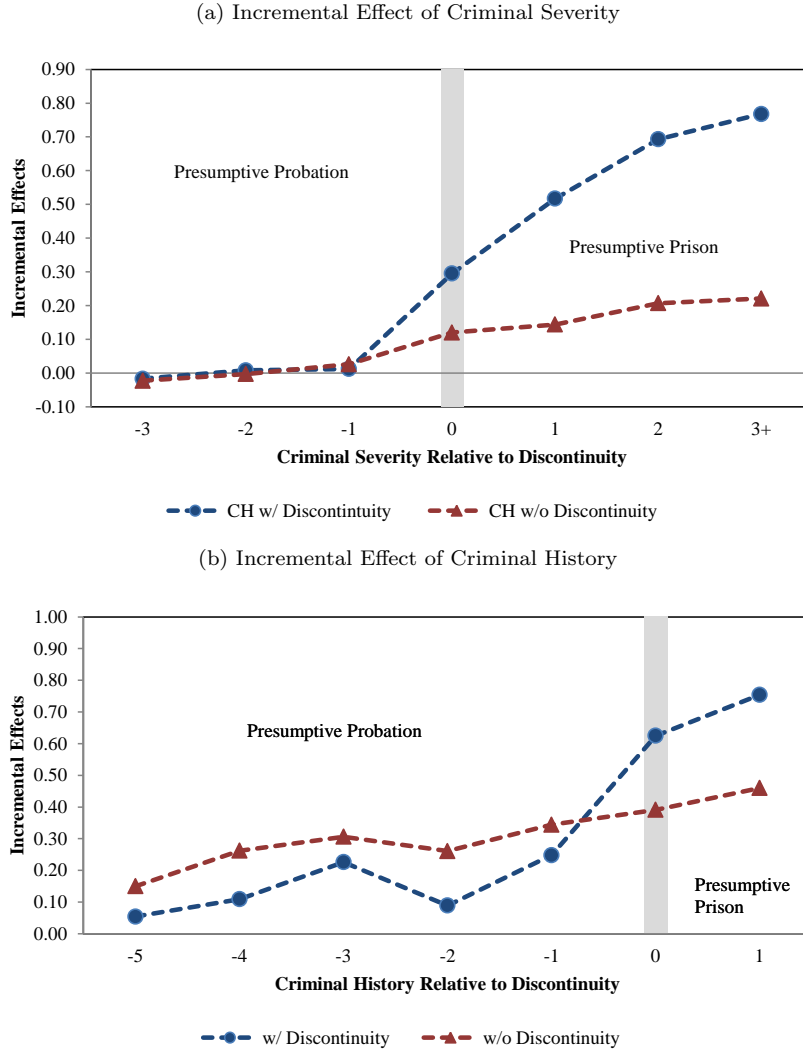 (a) Incremental Effect of Criminal Severity
0.90
0.80
0.70
0.60
0.50
0.40
0.30
0.20
0.10
0.00
-0.10
Incremental Effects
Presumptive Probation
Presumptive Prison
-3 -2 -1 0 1 2 3+
Criminal Severity Relative to Discontinuity
CH w/ Discontintuity CH w/o Discontinuity
(b) Incremental Effect of Criminal History
1.00
0.90
0.80
0.70
0.60
0.50
0.40
0.30
0.20
0.10
0.00
Incremental Effects
Presumptive Probation
Presumptive
Prison
-5 -4 -3 -2 -1 0 1
Criminal History Relative to Discontinuity
w/ Discontinuity w/o Discontinuity